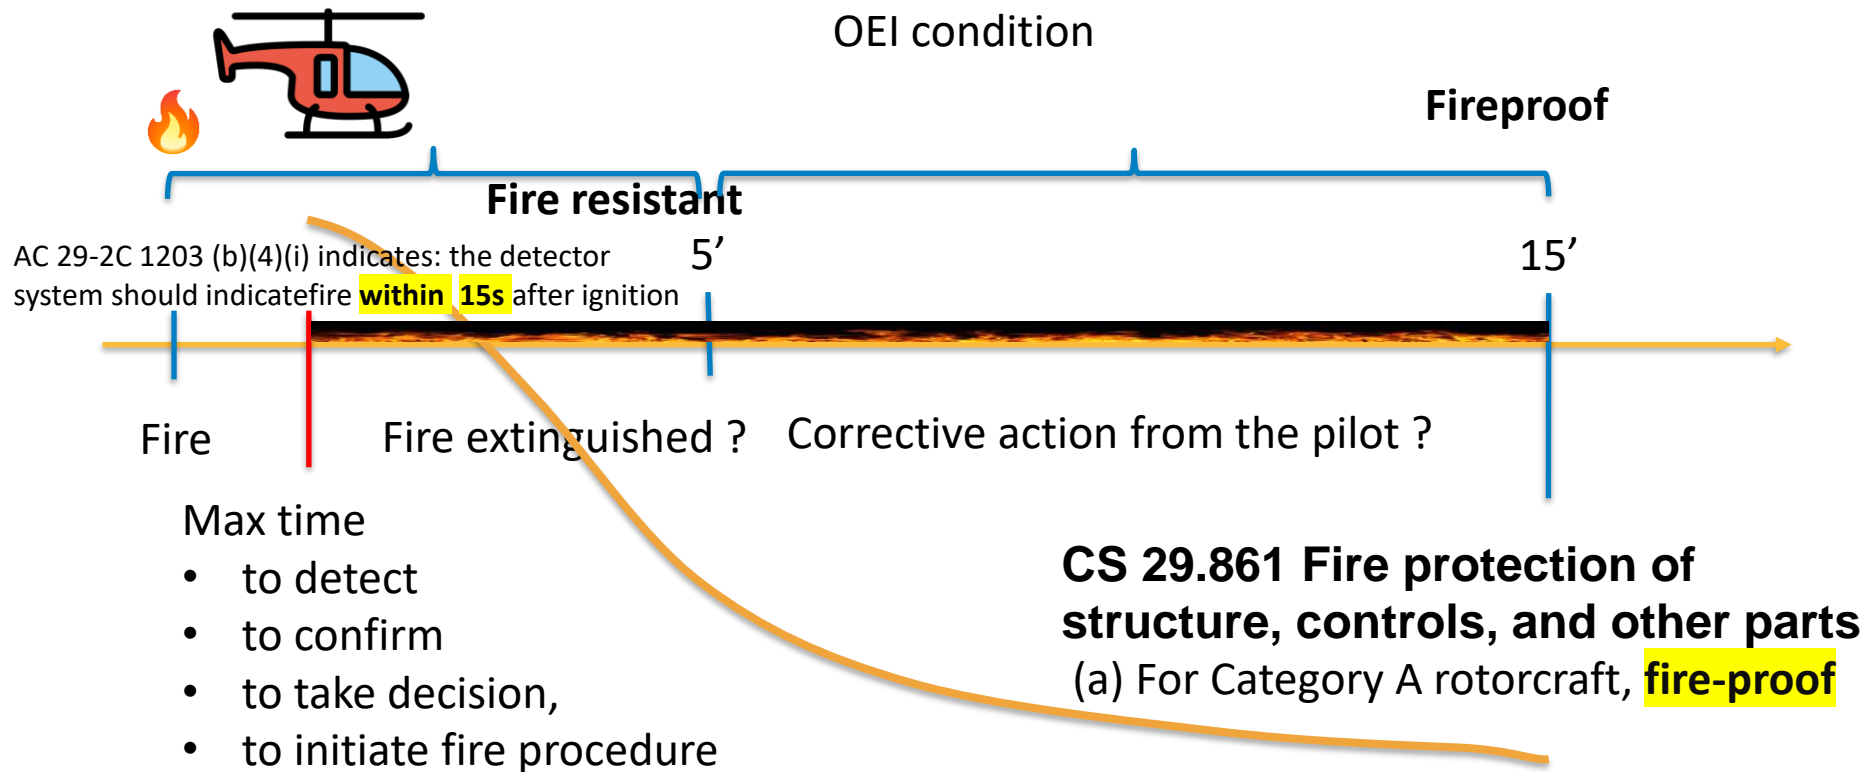 OEI condition
Fireproof
Fire resistant
AC 29-2C 1203 (b)(4)(i) indicates: the detector
system should indicatefire within 15s after ignition
5’
15’
Fire
Fire extinguished ?
Corrective action from the pilot ?
Max time
• to detect
• to confirm
• to take decision,
• to initiate fire procedure
CS 29.861 Fire protection of
structure, controls, and other parts
(a) For Category A rotorcraft, fire-proof